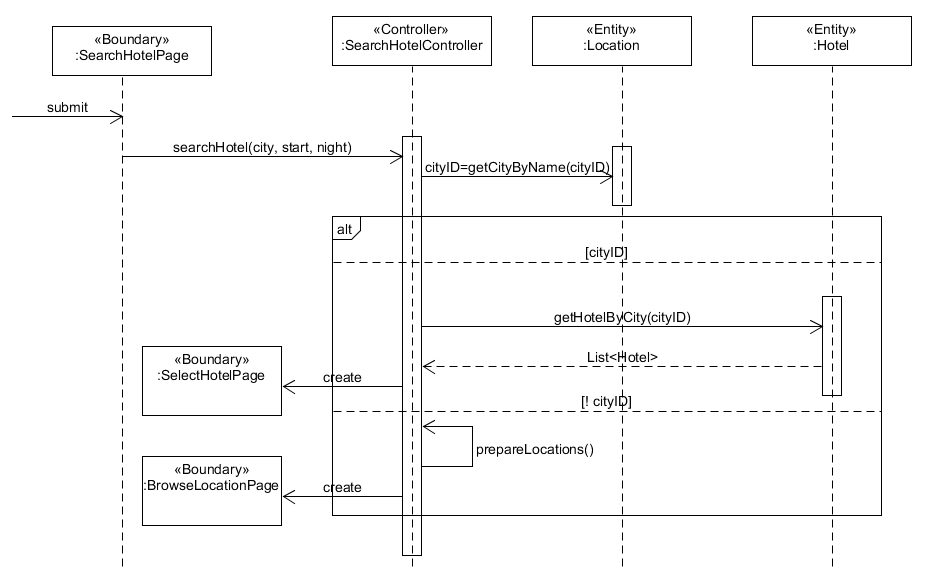 «Boundary»
:SearchHotelPage
«Controller»
:SearchHotelController
«Entity»
:Location
«Entity»
:Hotel
submit
searchHotel(city, start, night)
cityID=getCityByName(cityID)
alt
[cityID]
getHotelByCity(cityID)
List<Hotel>
«Boundary»
:SelectHotelPage
create
[! cityID]
prepareLocations()
«Boundary»
:BrowseLocationPage
create